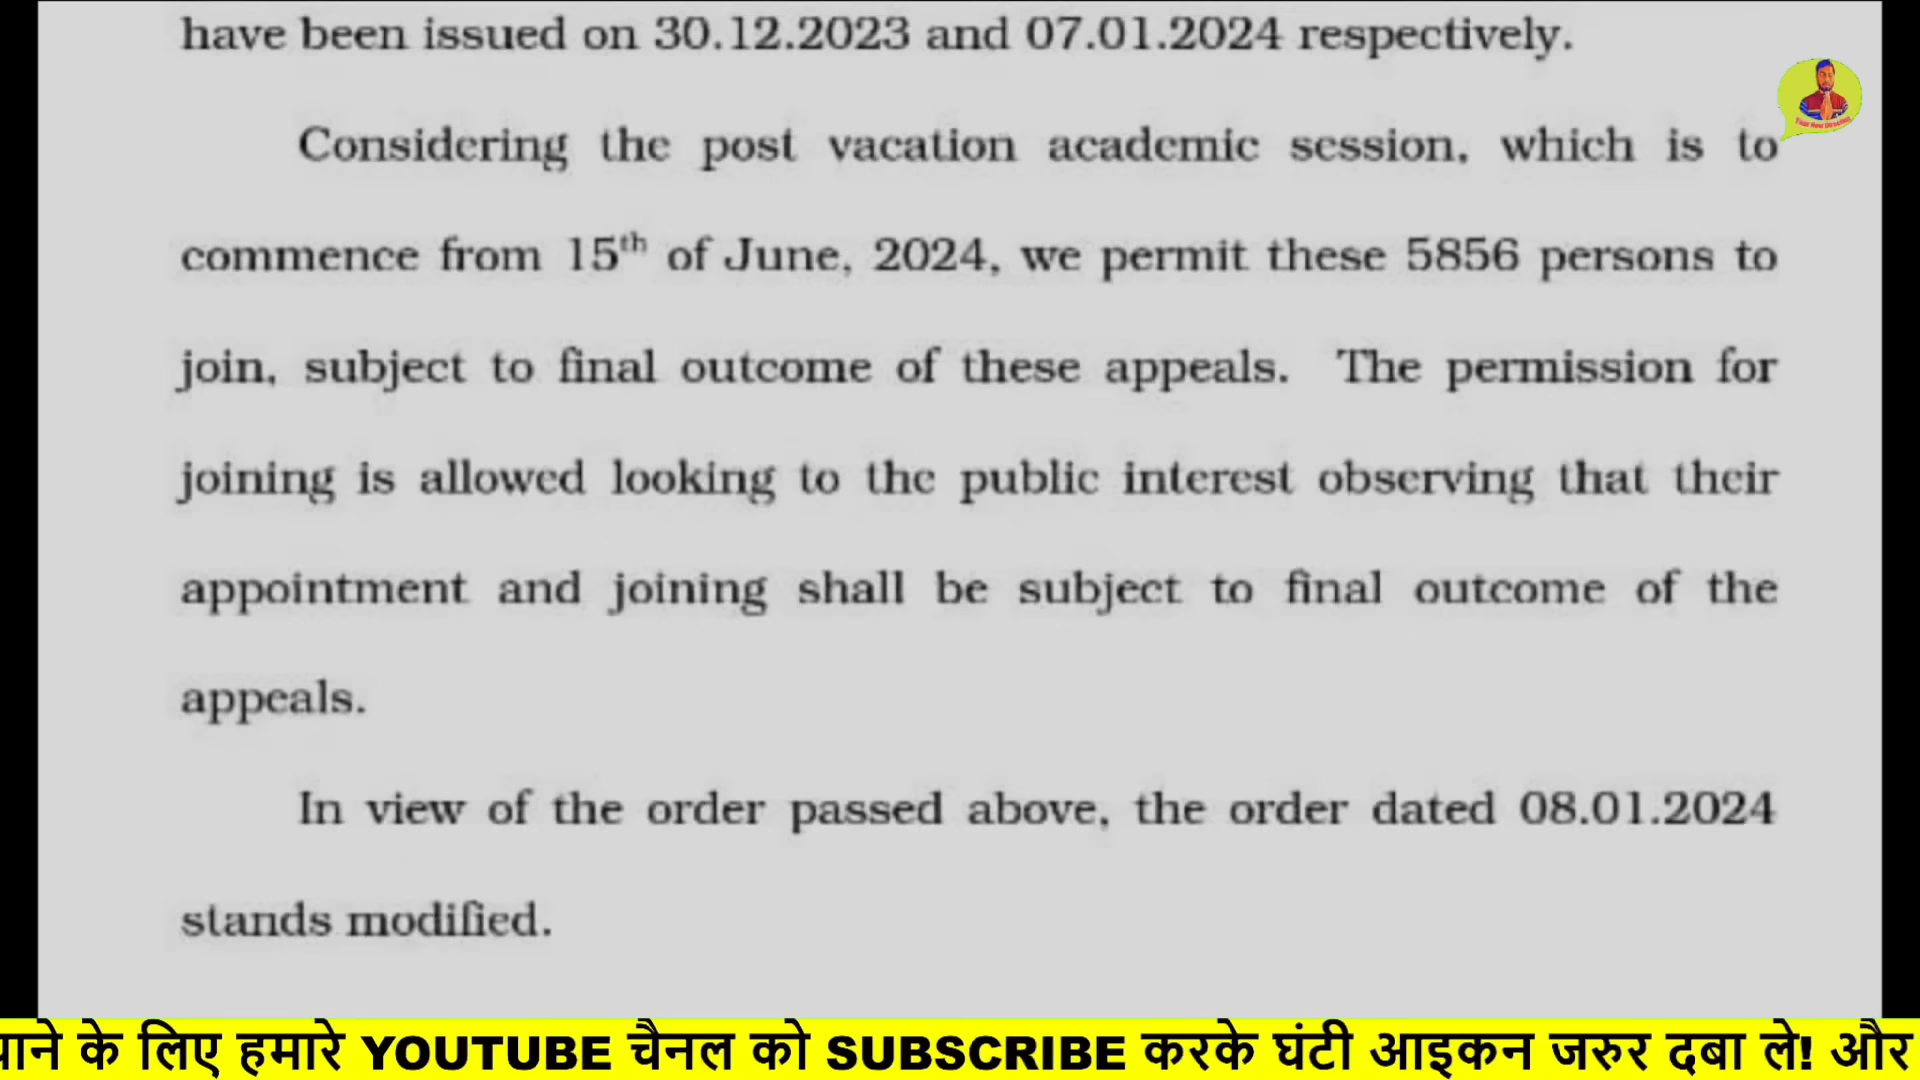 have been issued on 30.12.2023 and 07.01.2024 respectively.
Considering the post vacation academic session, which is to
commence from 15th of June, 2024, we permit these 5856 persons to
join, subject to final outcome of these appeals. The permission for
joining is allowed looking to the public interest observing that their
appointment and joining shall be subject to final outcome of the
appeals.
In view of the order passed above, the order dated 08.01.2024
stands modified.
के लिए हमारे YOUTUBE चैनल को SUBSCRIBE करके घंटी आइकन जरुर दबा ले! और